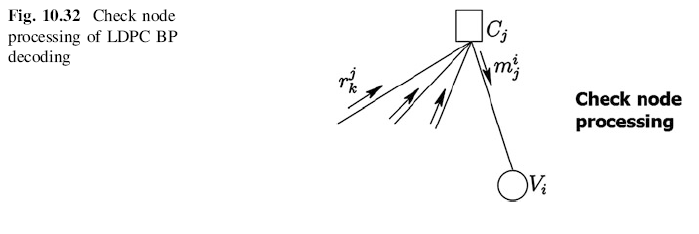 Fig. 10.32 Check node
processing of LDPC BP
decoding
C_j
r_k^j
m_j^i
Check node
processing
V_i